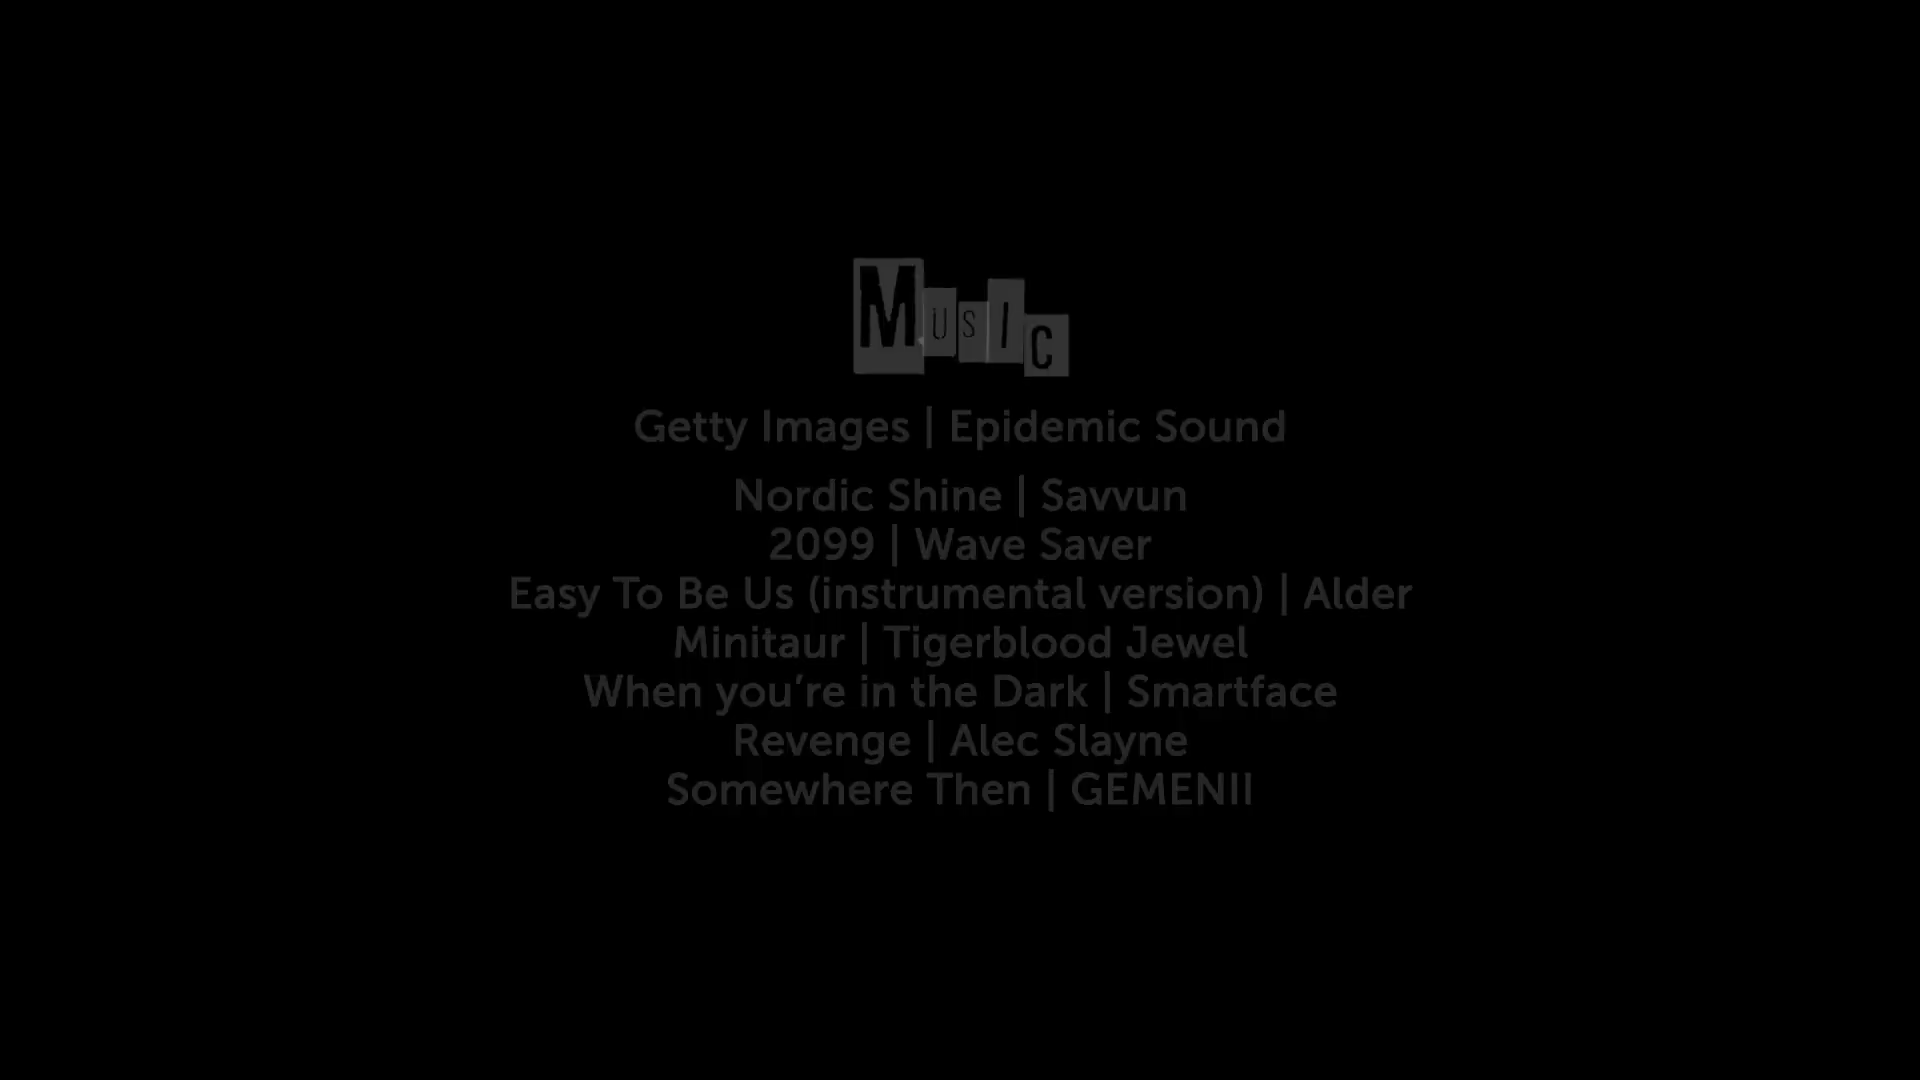 MUSIC
Getty Images | Epidemic Sound
Nordic Shine | Savvun
2099 | Wave Saver
Easy To Be Us (instrumental version) | Alder
Minitaur | Tigerblood Jewel
When you’re in the Dark | Smartface
Revenge | Alec Slayne
Somewhere Then | GEMENII